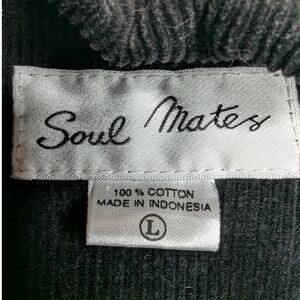 Soul Mates
100 % COTTON
MADE IN INDONESIA
L